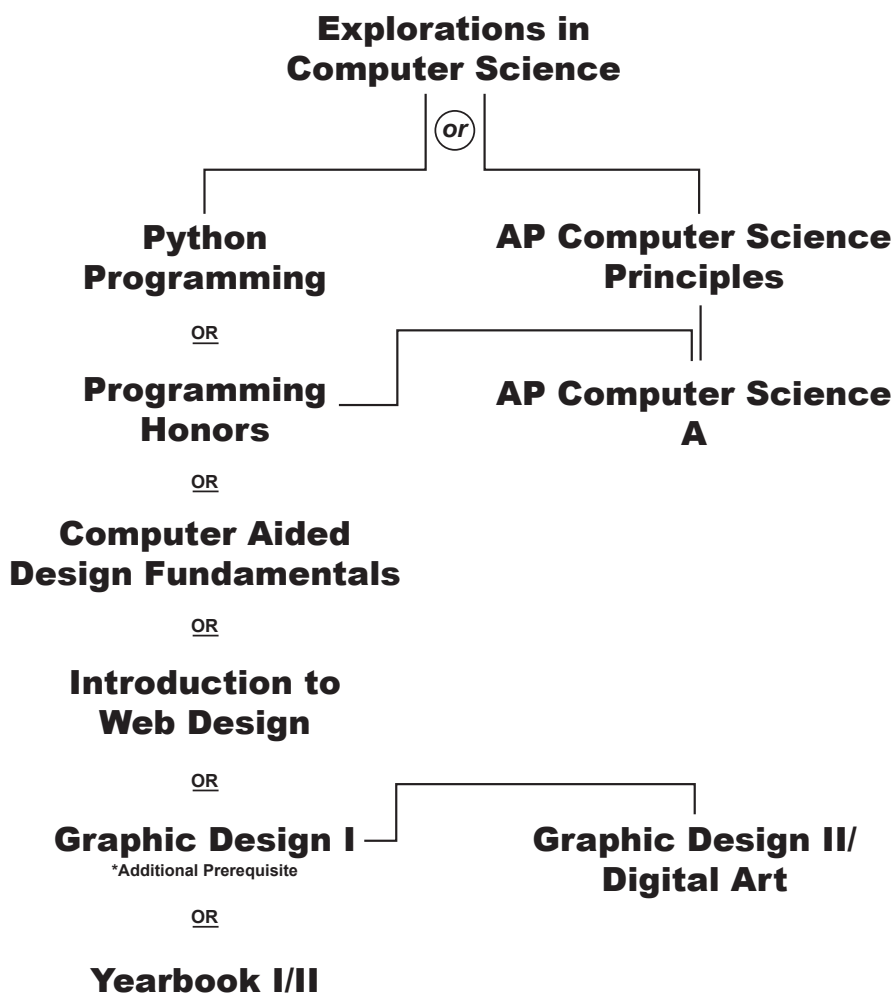 Explorations in
Computer Science
or
Python
Programming
AP Computer Science
Principles
OR
Programming
Honors
AP Computer Science
A
OR
Computer Aided
Design Fundamentals
OR
Introduction to
Web Design
OR
Graphic Design I
*Additional Prerequisite
Graphic Design II/
Digital Art
OR
Yearbook I/II